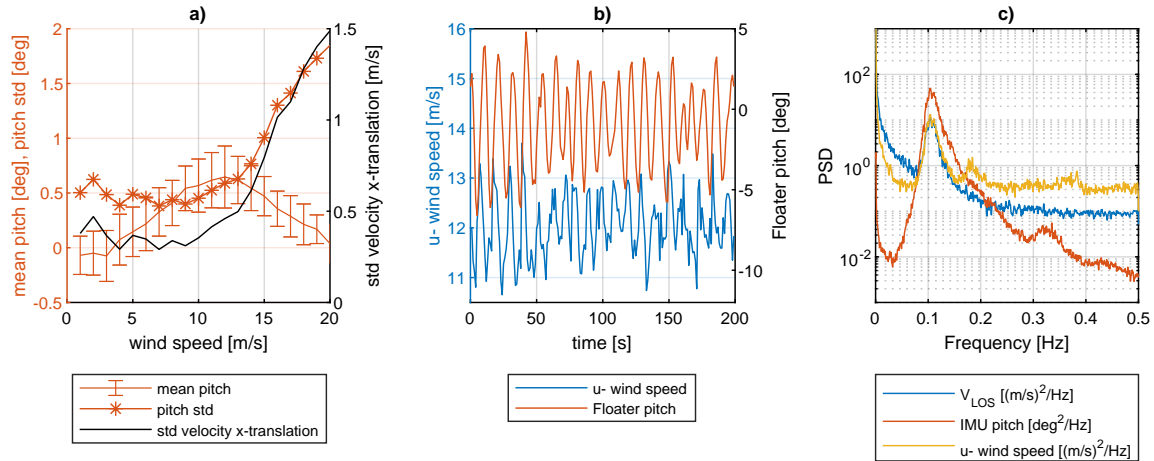 a)
mean pitch [deg], pitch std [deg]
2
1.5
1
0.5
0
-0.5
0
5
10
15
20
wind speed [m/s]
1.5
1
0.5
0
std velocity x-translation [m/s]
mean pitch
pitch std
std velocity x-translation
b)
u- wind speed [m/s]
16
15
14
13
12
11
0
50
100
150
200
time [s]
5
0
-5
-10
Floater pitch [deg]
u- wind speed
Floater pitch
c)
PSD
10^2
10^0
10^-2
0
0.1
0.2
0.3
0.4
0.5
Frequency [Hz]
V_LOS [(m/s)^2/Hz]
IMU pitch [deg^2/Hz]
u- wind speed [(m/s)^2/Hz]